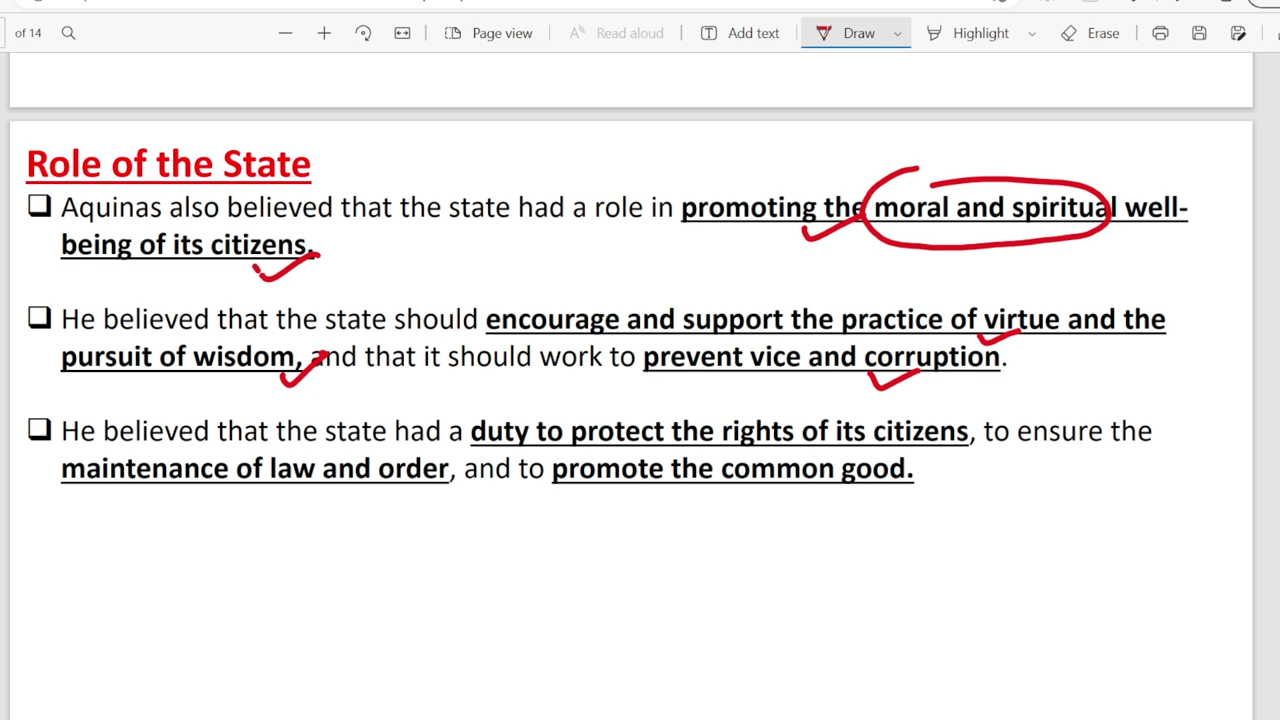 of 14
Page view
Read aloud
Add text
Draw
Highlight
Erase
Role of the State
Aquinas also believed that the state had a role in promoting the moral and spiritual well-
being of its citizens.
He believed that the state should encourage and support the practice of virtue and the
pursuit of wisdom, and that it should work to prevent vice and corruption.
He believed that the state had a duty to protect the rights of its citizens, to ensure the
maintenance of law and order, and to promote the common good.